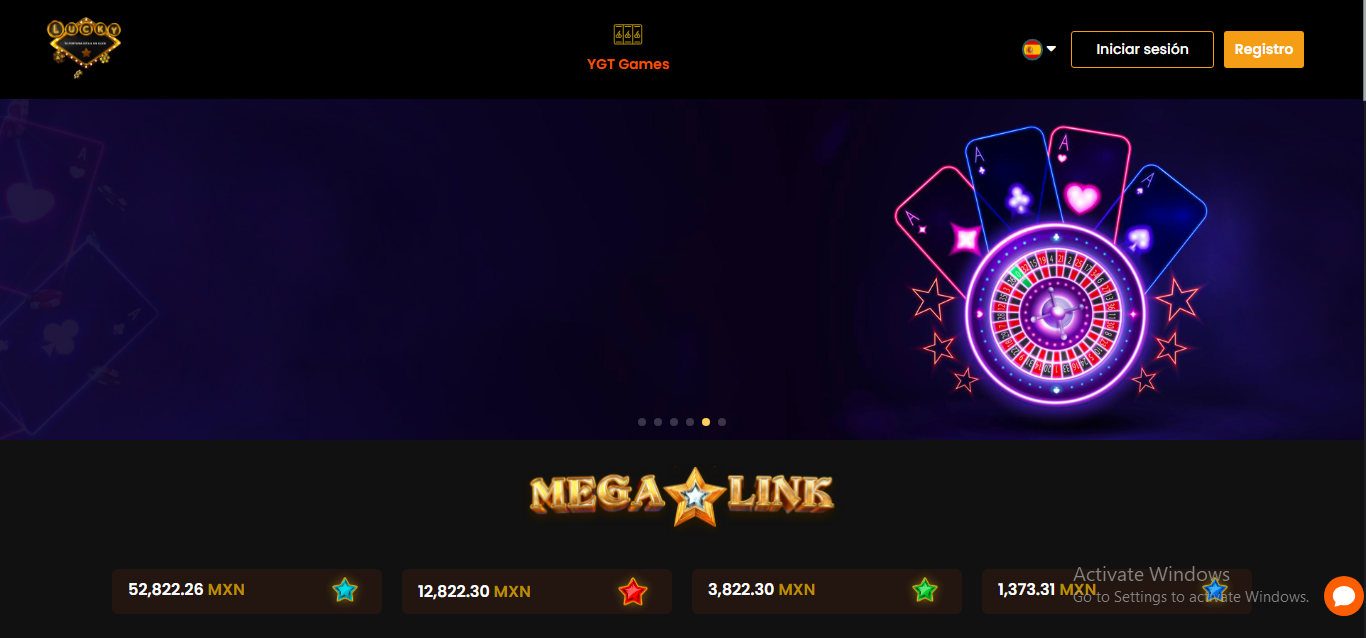 LUCKY
YGT Games
Iniciar sesión
Registro
A
A
A
A
MEGA LINK
52,822.26 MXN
12,822.30 MXN
3,822.30 MXN
1,373.31 MXN
Activate Windows
Go to Settings to activate Windows.